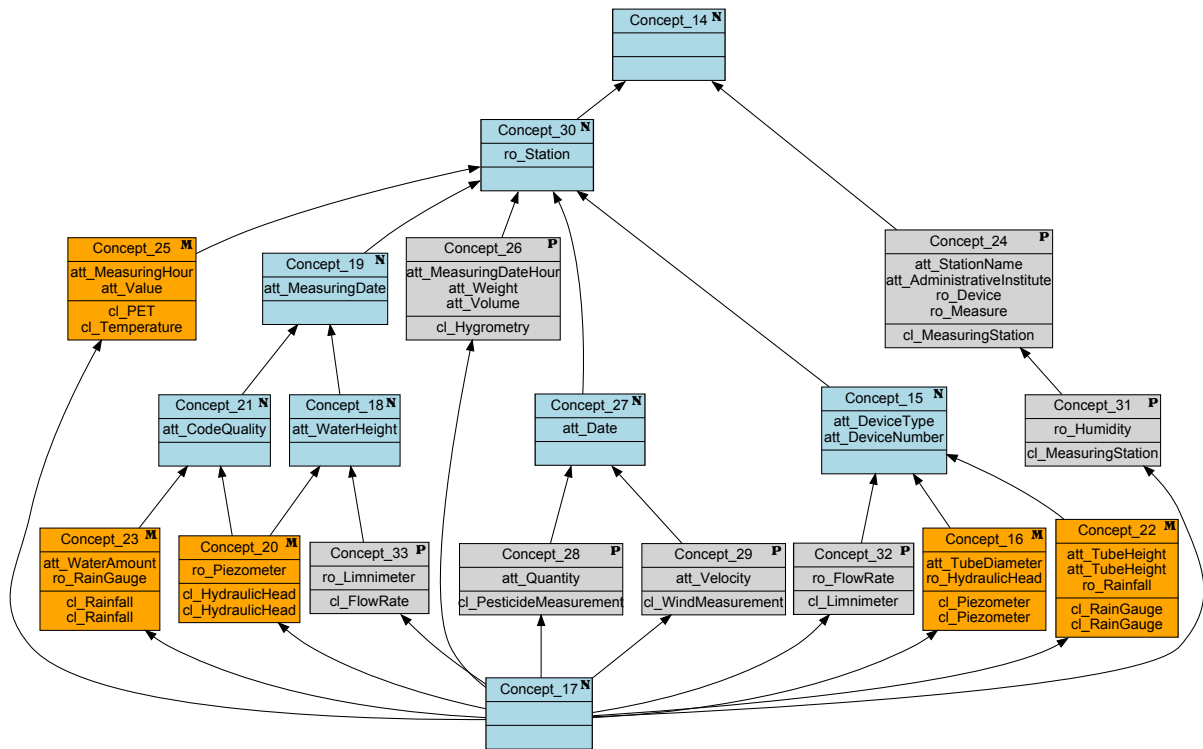 Concept_14 N
Concept_30 N
ro_Station
Concept_25 M
att_MeasuringHour
att_Value
cl_PET
cl_Temperature
Concept_19 N
att_MeasuringDate
Concept_26 P
att_MeasuringDateHour
att_Weight
att_Volume
cl_Hygrometry
Concept_24 P
att_StationName
att_AdministrativeInstitute
ro_Device
ro_Measure
cl_MeasuringStation
Concept_21 N
att_CodeQuality
Concept_18 N
att_WaterHeight
Concept_27 N
att_Date
Concept_15 N
att_DeviceType
att_DeviceNumber
Concept_31 P
ro_Humidity
cl_MeasuringStation
Concept_23 M
att_WaterAmount
ro_RainGauge
cl_Rainfall
cl_Rainfall
Concept_20 M
ro_Piezometer
cl_HydraulicHead
cl_HydraulicHead
Concept_33 P
ro_Limnimeter
cl_FlowRate
Concept_28 P
att_Quantity
cl_PesticideMeasurement
Concept_29 P
att_Velocity
cl_WindMeasurement
Concept_32 P
ro_FlowRate
cl_Limnimeter
Concept_16 M
att_TubeDiameter
ro_HydraulicHead
cl_Piezometer
cl_Piezometer
Concept_22 M
att_TubeHeight
att_TubeHeight
ro_Rainfall
cl_RainGauge
cl_RainGauge
Concept_17 N